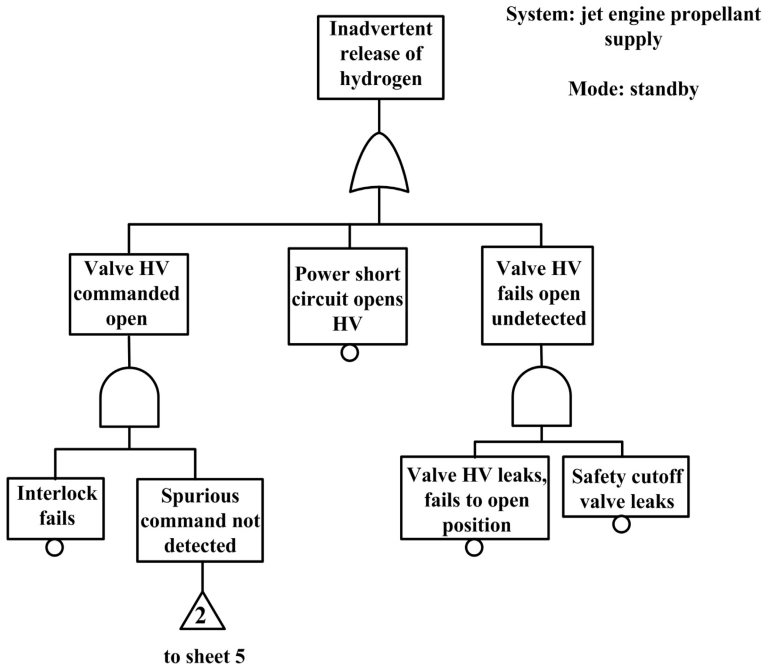 Inadvertent
release of
hydrogen
System: jet engine propellant
supply
Mode: standby
Valve HV
commanded
open
Power short
circuit opens
HV
Valve HV
fails open
undetected
Interlock
fails
Spurious
command not
detected
Valve HV leaks,
fails to open
position
Safety cutoff
valve leaks
2
to sheet 5